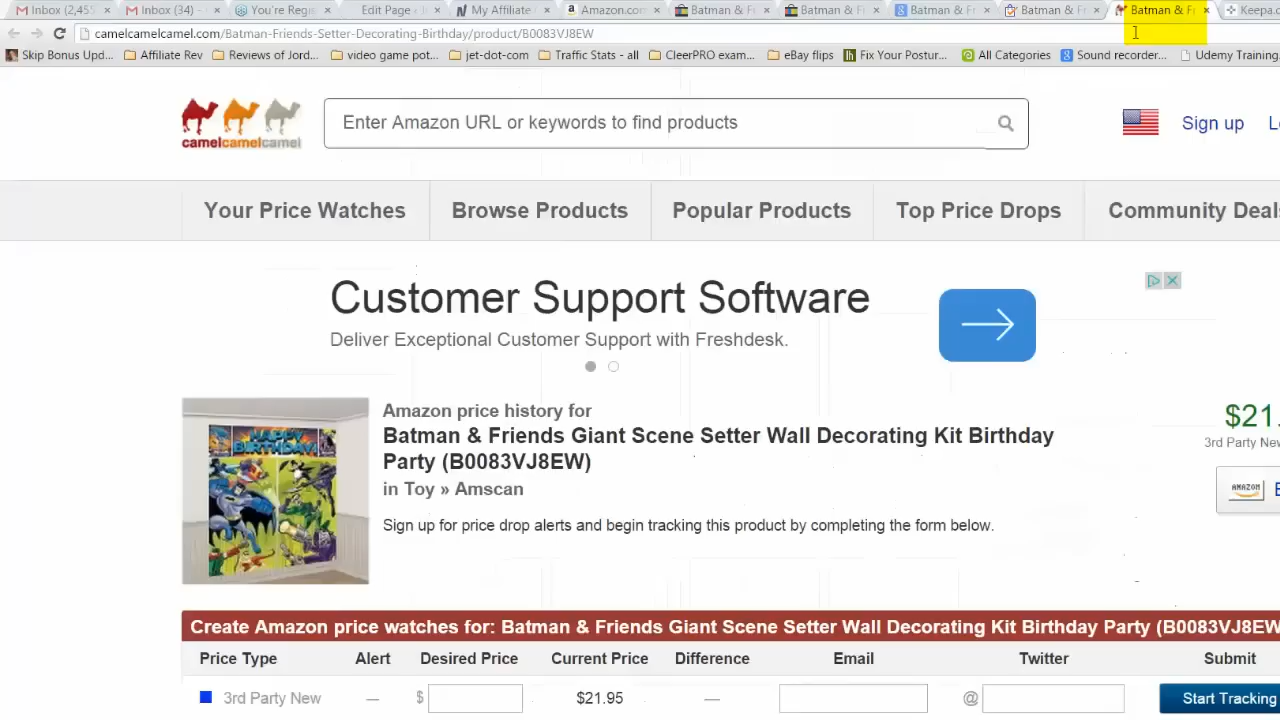 Inbox (2,455
Inbox (34) -
You're Regis
Edit Page
My Affiliate
Amazon.com
Batman & Fr
Batman & Fr
Batman & Fr
Batman & Fr
Batman & Fr
Keepa.c
camelcamelcamel.com/Batman-Friends-Setter-Decorating-Birthday/product/B0083VJ8EW
Skip Bonus Upd... Affiliate Rev Reviews of Jord... video game pec... jet-dot-com Traffic Stats - all CleerPRO exam... eBay flips Fix Your Postur... All Categories Sound recorder... Udemy Training
camelcamelcamel
Enter Amazon URL or keywords to find products
Sign up
Your Price Watches Browse Products Popular Products Top Price Drops Community Deals
Customer Support Software
Deliver Exceptional Customer Support with Freshdesk.
HAPPY
BIRTHDAY!
Amazon price history for
Batman & Friends Giant Scene Setter Wall Decorating Kit Birthday
Party (B0083VJ8EW)
in Toy » Amscan
Sign up for price drop alerts and begin tracking this product by completing the form below.
$21.
3rd Party New
AMAZON
Create Amazon price watches for: Batman & Friends Giant Scene Setter Wall Decorating Kit Birthday Party (B0083VJ8EW
Price Type Alert Desired Price Current Price Difference Email Twitter Submit
3rd Party New — $ $21.95 — @ Start Tracking